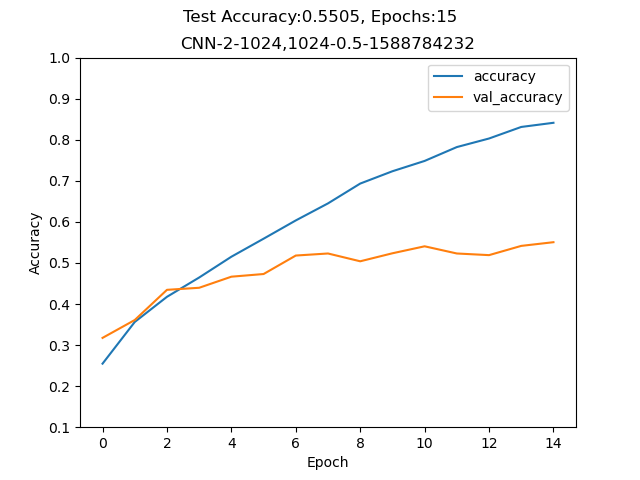 Test Accuracy:0.5505, Epochs:15
CNN-2-1024,1024-0.5-1588784232
accuracy
val_accuracy
1.0
0.9
0.8
0.7
0.6
0.5
0.4
0.3
0.2
0.1
Accuracy
0 2 4 6 8 10 12 14
Epoch